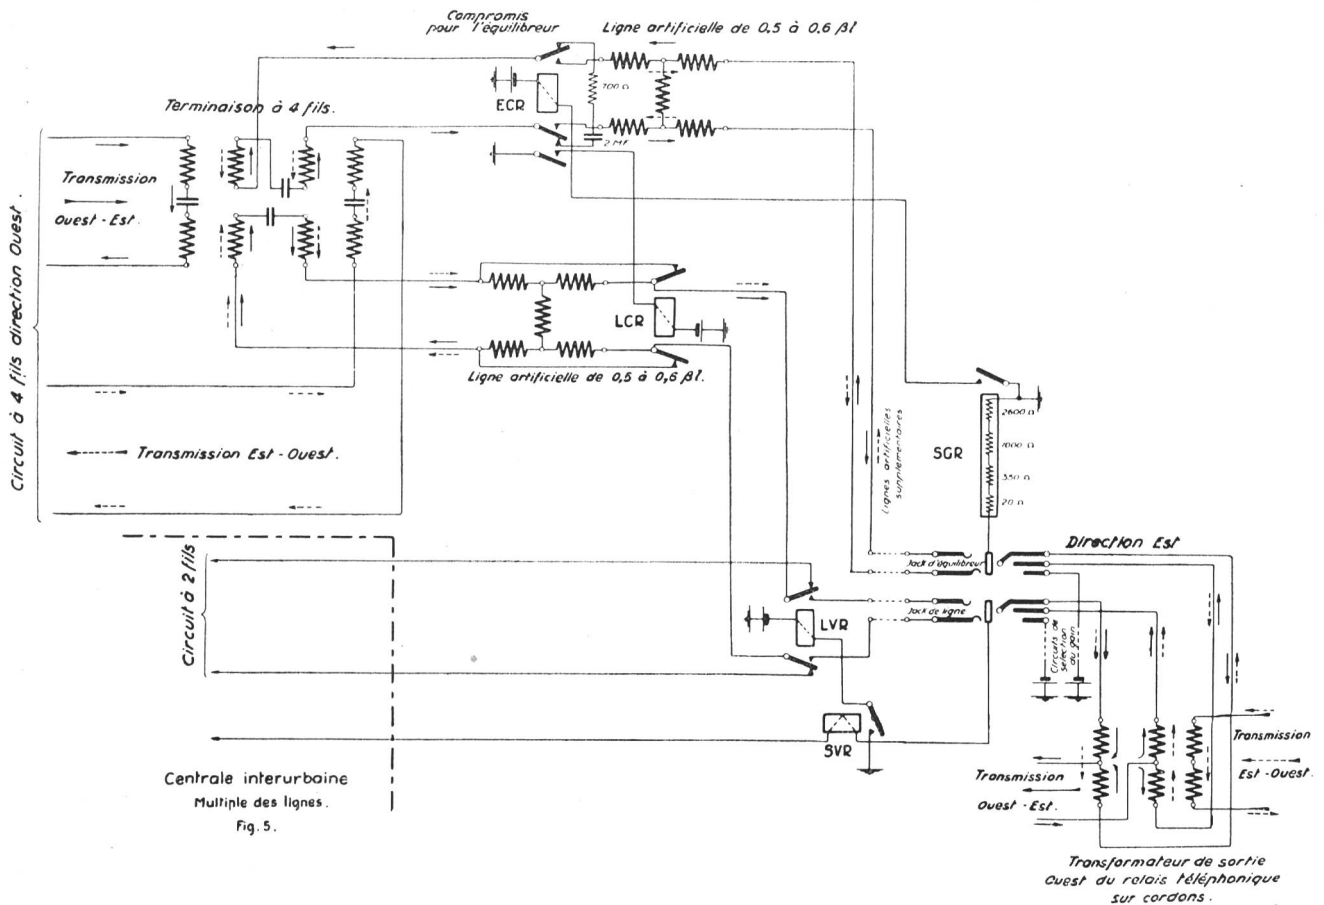 Compromis
pour l'équilibreur
Ligne artificielle de 0,5 à 0,6 βl
ECR
700 Ω
2 MF
Terminaison à 4 fils.
Circuit à 4 fils direction Ouest.
Transmission
Ouest - Est.
LCR
Ligne artificielle de 0,5 à 0,6 βl.
Transmission Est - Ouest.
Lignes artificielles
supplémentaires
SGR
2600 Ω
1000 Ω
550 Ω
20 Ω
Direction Est
Jack d'équilibreur
Jack de ligne
Circuit à 2 fils
LVR
Circuits de
sélection
du gain
SVR
Centrale interurbaine
Multiple des lignes.
Fig. 5.
Transmission
Ouest - Est.
Transmission
Est - Ouest.
Transformateur de sortie
Ouest du relais téléphonique
sur cordons.